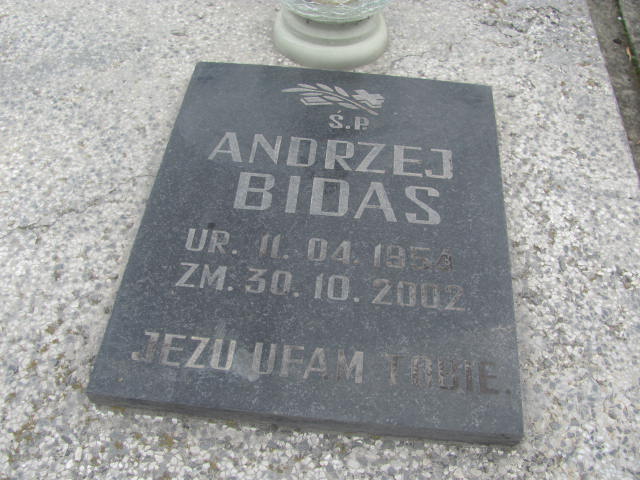 Ś.P.
ANDRZEJ
BIDAS
UR. 11. 04. 1954
ZM. 30. 10. 2002
JEZU UFAM TOBIE.